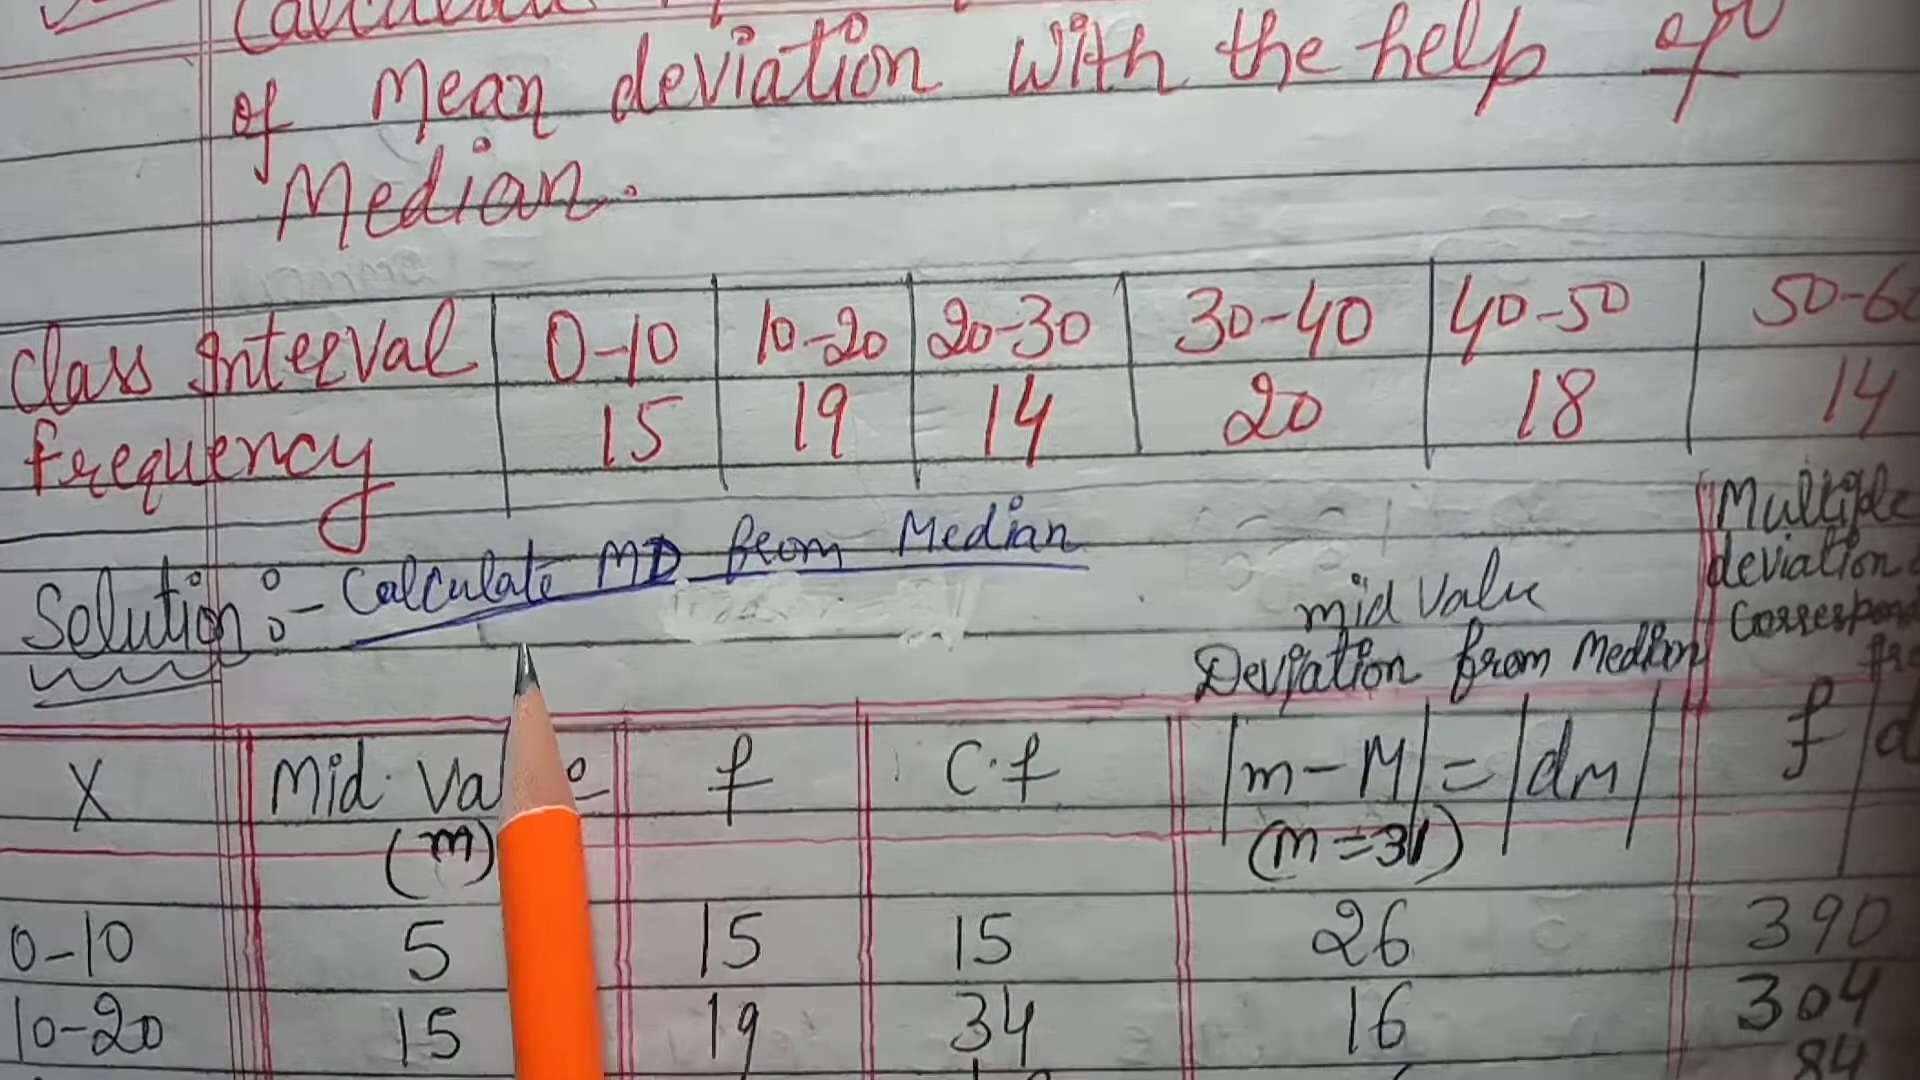 of Mean deviation with the help of
Median.
Class Interval 0-10 10-20 20-30 30-40 40-50 50-60
frequency 15 19 14 20 18 14
Solution:- Calculate MD from Median
Multiple
deviation
mid Value
Correspond
Deviation from Median
X Mid. Va f C.f |m-M|=|dM| f|d
(m) (M=31)
0-10 5 15 15 26 390
10-20 15 19 34 16 304
84